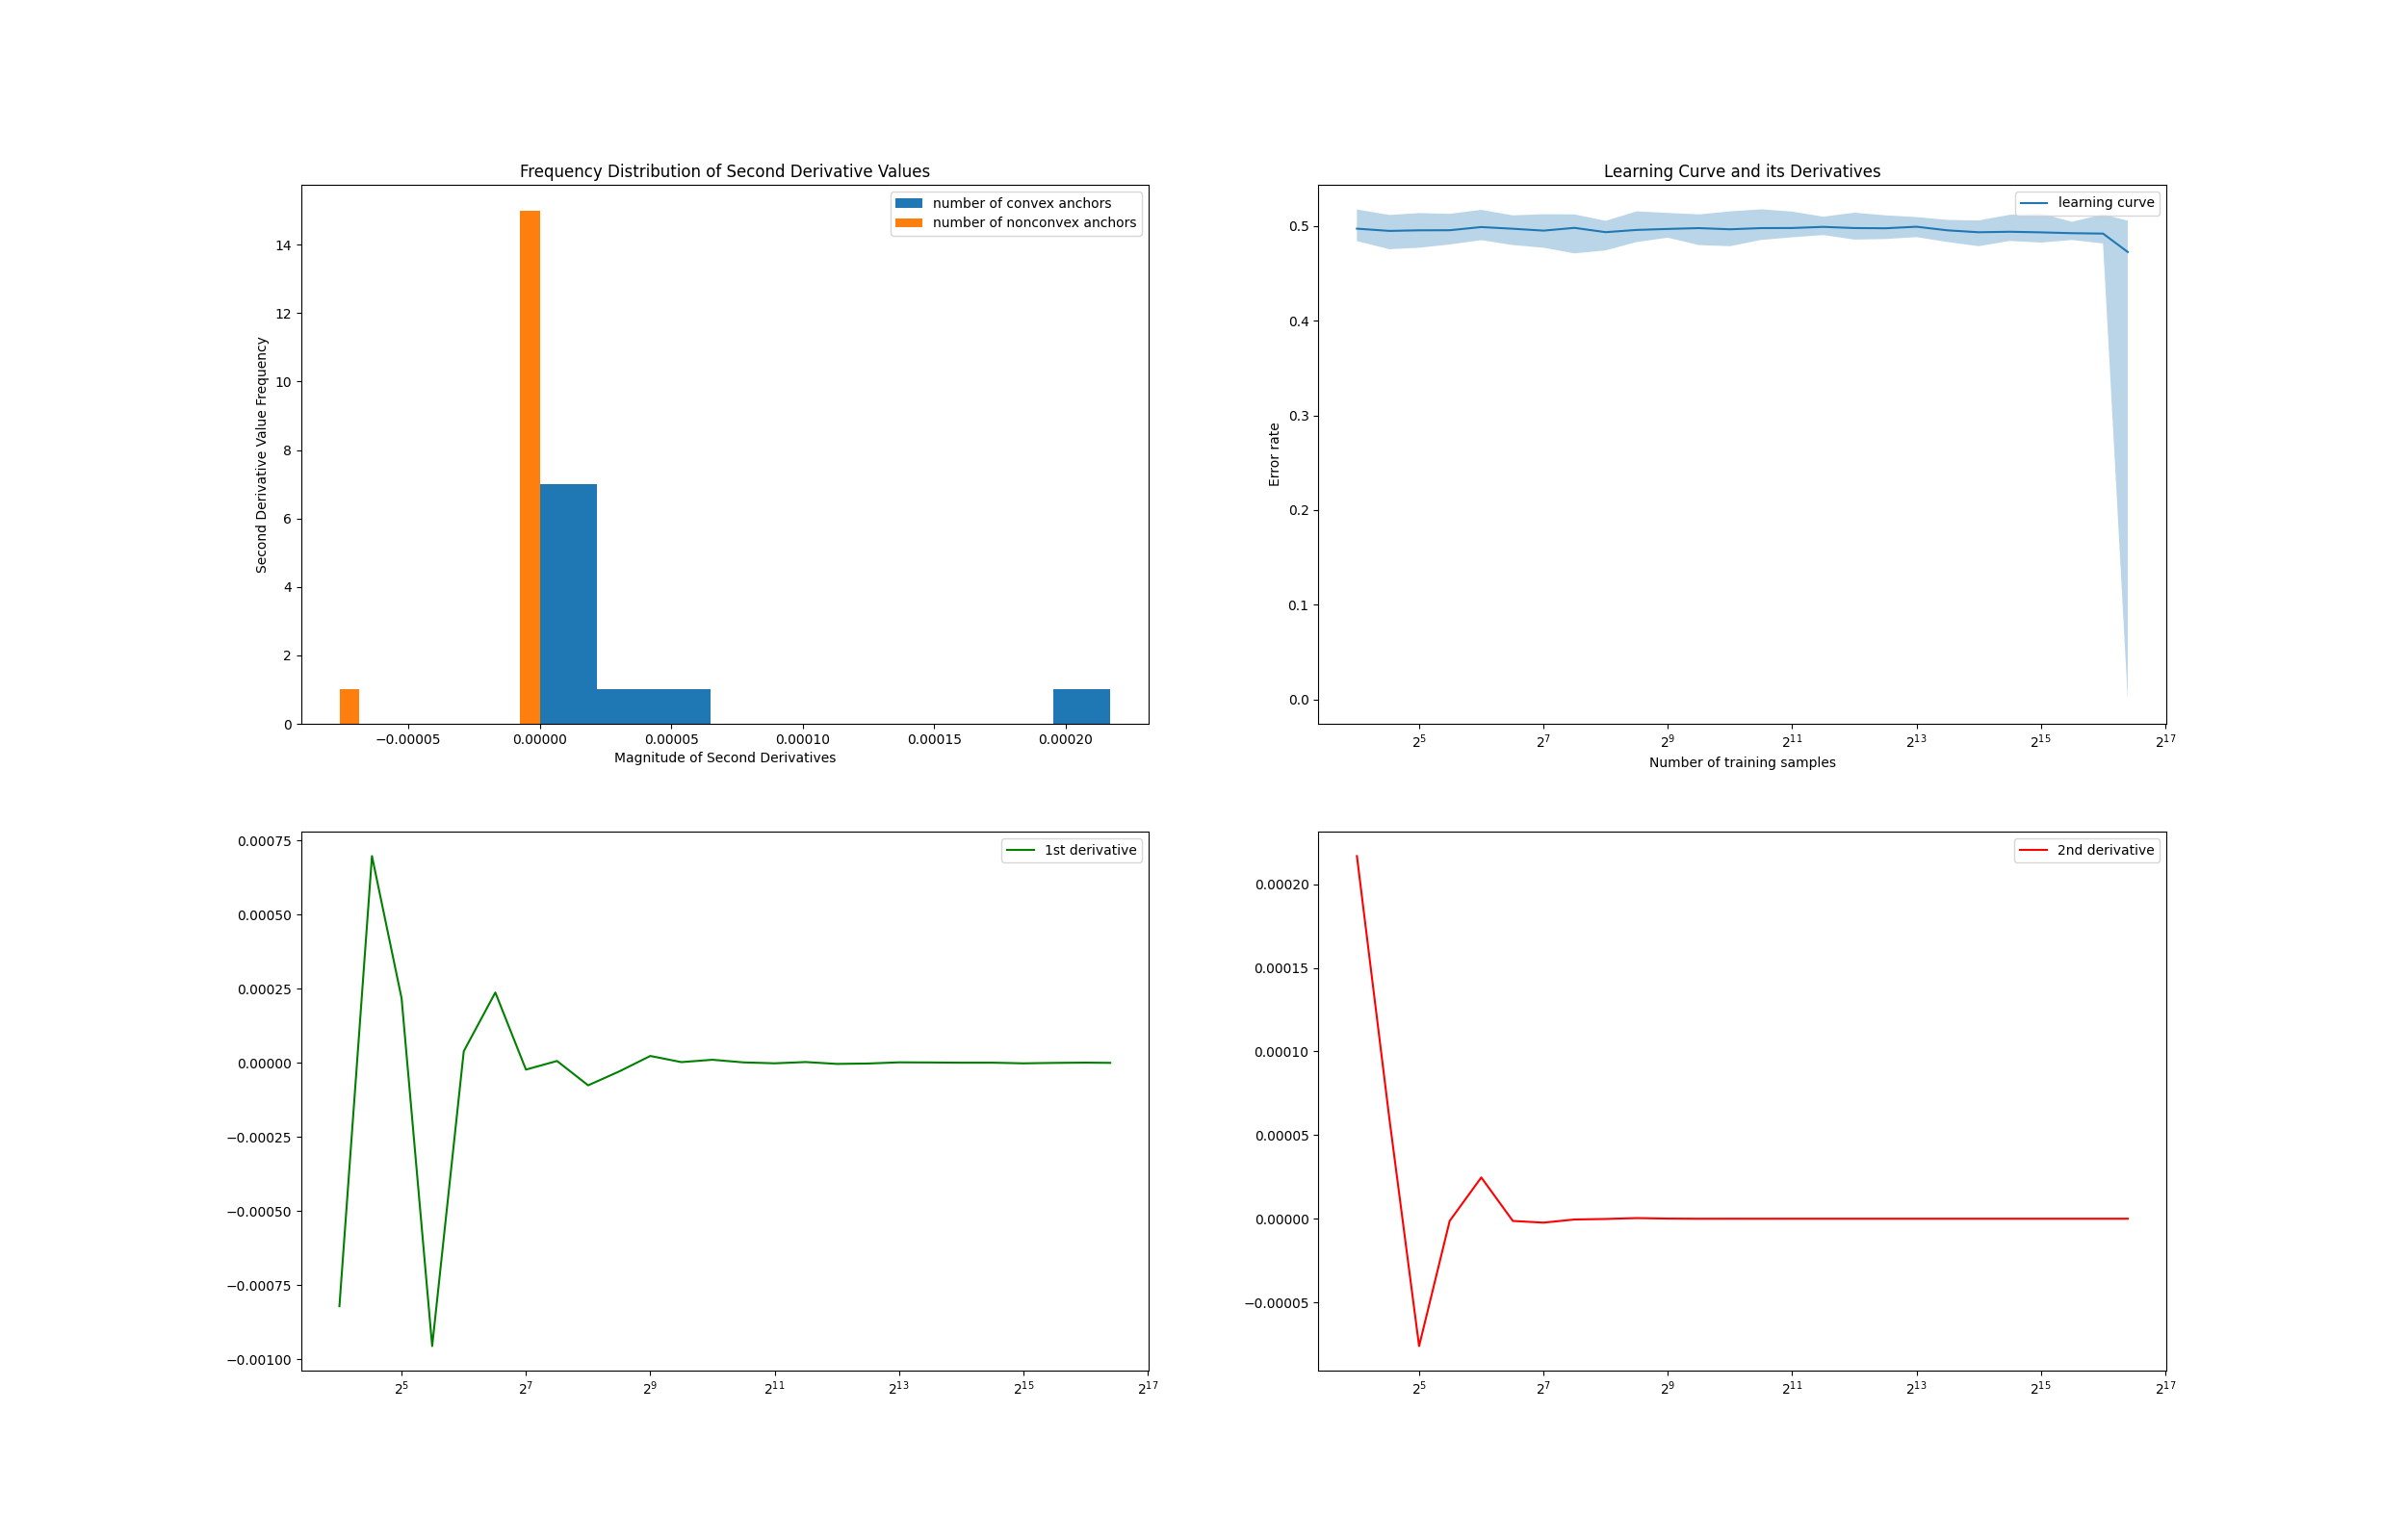 Frequency Distribution of Second Derivative Values
number of convex anchors
number of nonconvex anchors
Second Derivative Value Frequency
14
12
10
8
6
4
2
0
−0.00005 0.00000 0.00005 0.00010 0.00015 0.00020
Magnitude of Second Derivatives
Learning Curve and its Derivatives
learning curve
Error rate
0.5
0.4
0.3
0.2
0.1
0.0
2^5 2^7 2^9 2^11 2^13 2^15 2^17
Number of training samples
1st derivative
0.00075
0.00050
0.00025
0.00000
−0.00025
−0.00050
−0.00075
−0.00100
2^5 2^7 2^9 2^11 2^13 2^15 2^17
2nd derivative
0.00020
0.00015
0.00010
0.00005
0.00000
−0.00005
2^5 2^7 2^9 2^11 2^13 2^15 2^17